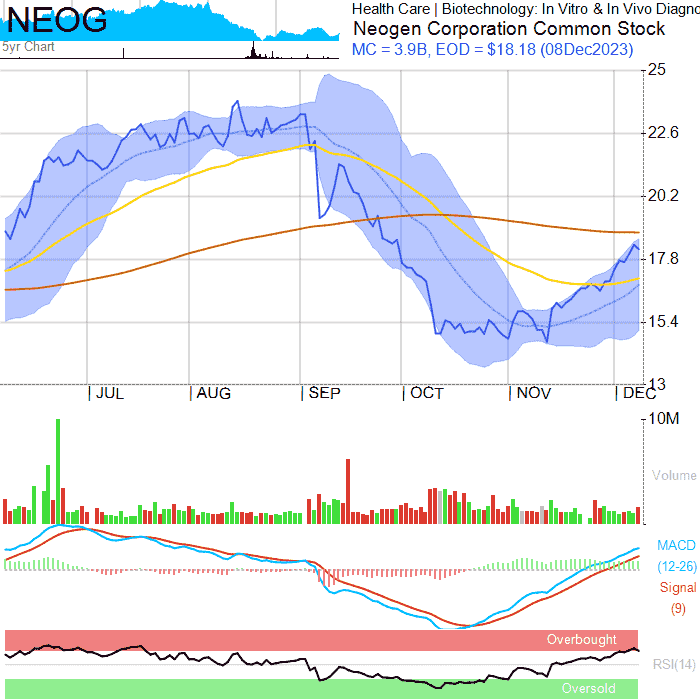 NEOG
Health Care | Biotechnology: In Vitro & In Vivo Diagno
Neogen Corporation Common Stock
5yr Chart
MC = 3.9B, EOD = $18.18 (08Dec2023)
25
22.6
20.2
17.8
15.4
13
JUL AUG SEP OCT NOV DEC
10M
Volume
MACD
(12-26)
Signal
(9)
Overbought
RSI(14)
Oversold